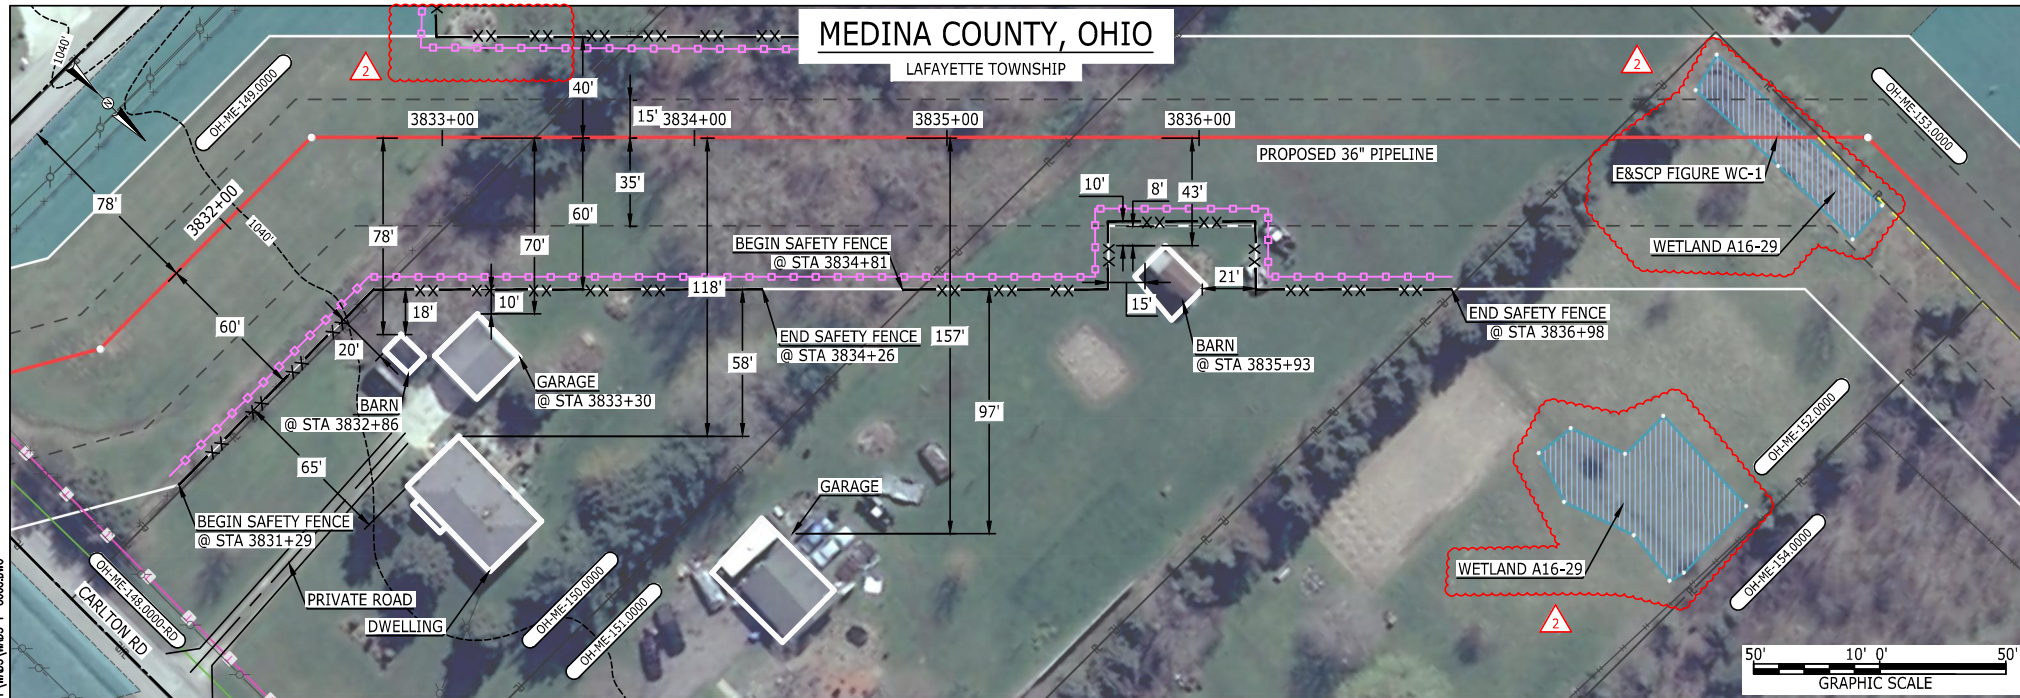 MEDINA COUNTY, OHIO
LAFAYETTE TOWNSHIP
1040'
N
OH-ME-149.0000
2
40'
15'
3833+00
3834+00
3835+00
3836+00
2
OH-ME-153.0000
PROPOSED 36" PIPELINE
E&SCP FIGURE WC-1
WETLAND A16-29
78'
3832+00
1040'
78'
35'
60'
70'
10'
8'
43'
BEGIN SAFETY FENCE
@ STA 3834+81
118'
10'
18'
21'
15'
60'
20'
END SAFETY FENCE
@ STA 3834+26
157'
58'
END SAFETY FENCE
@ STA 3836+98
BARN
@ STA 3835+93
GARAGE
@ STA 3833+30
BARN
@ STA 3832+86
97'
65'
GARAGE
BEGIN SAFETY FENCE
@ STA 3831+29
PRIVATE ROAD
DWELLING
OH-ME-148.0000-RD
CARLTON RD
OH-ME-150.0000
OH-ME-151.0000
OH-ME-152.0000
OH-ME-154.0000
WETLAND A16-29
2
50'
10'
0'
50'
GRAPHIC SCALE